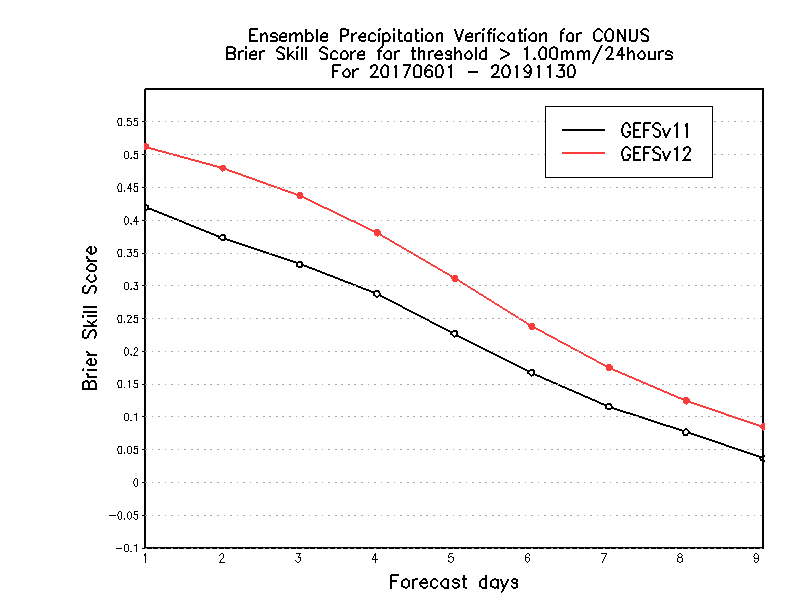 Ensemble Precipitation Verification for CONUS
Brier Skill Score for threshold > 1.00mm/24hours
For 20170601 - 20191130
GEFSv11
GEFSv12
0.55
0.5
0.45
0.4
0.35
0.3
0.25
0.2
0.15
0.1
0.05
0
-0.05
-0.1
Brier Skill Score
1 2 3 4 5 6 7 8 9
Forecast days